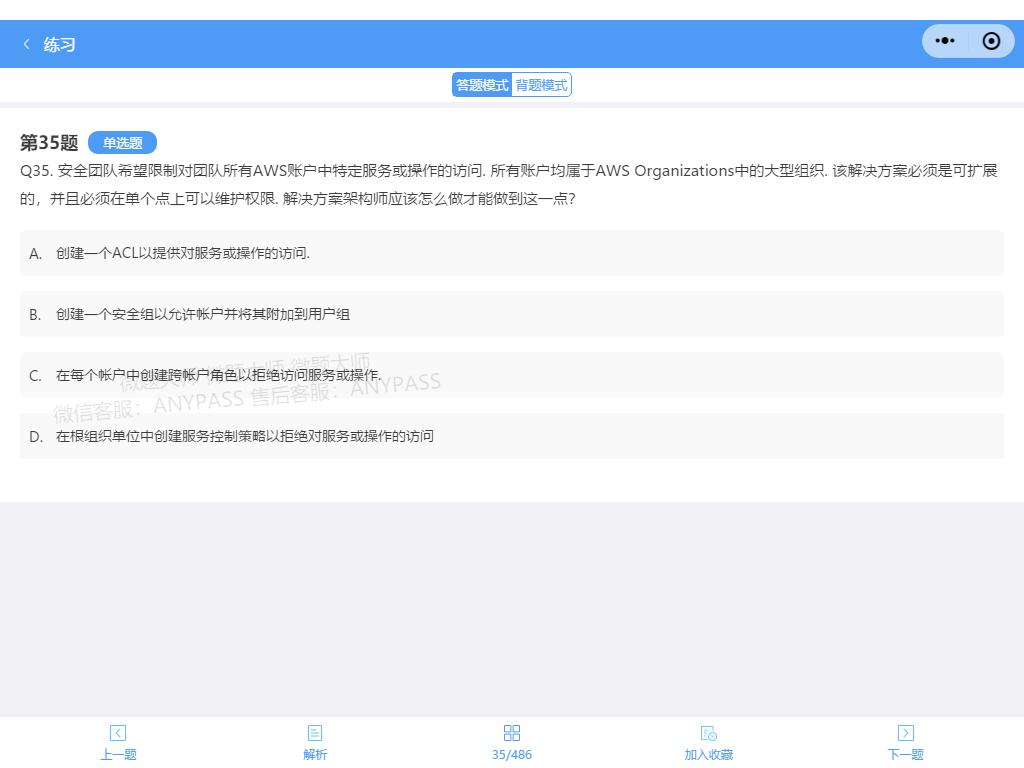 练习
答题模式 背题模式
第35题 单选题
Q35. 安全团队希望限制对团队所有AWS账户中特定服务或操作的访问. 所有账户均属于AWS Organizations中的大型组织. 该解决方案必须是可扩展
的，并且必须在单个点上可以维护权限. 解决方案架构师应该怎么做才能做到这一点?
A. 创建一个ACL以提供对服务或操作的访问.
B. 创建一个安全组以允许帐户并将其附加到用户组
C. 在每个帐户中创建跨帐户角色以拒绝访问服务或操作.
微题大师 微题大师 微题大师
微信客服：ANYPASS 售后客服：ANYPASS
D. 在根组织单位中创建服务控制策略以拒绝对服务或操作的访问
上一题 解析 35/486 加入收藏 下一题